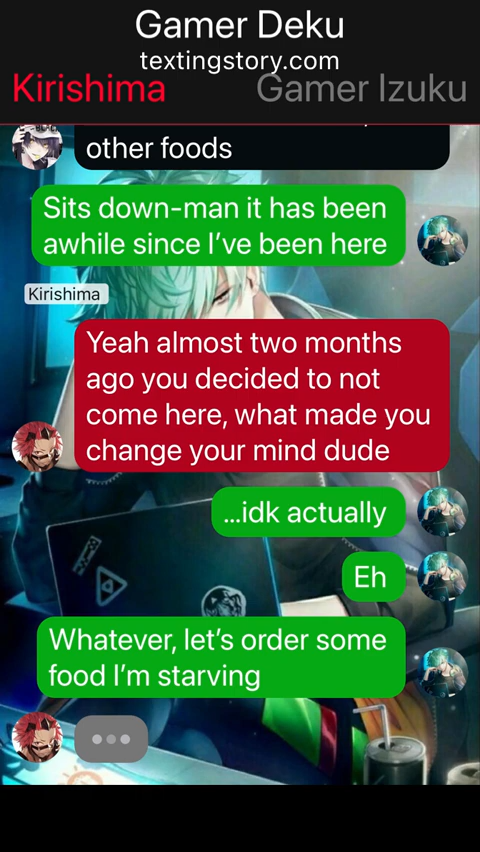 Gamer Deku
textingstory.com
Kirishima
Gamer Izuku
other foods
Sits down-man it has been
awhile since I've been here
Kirishima
Yeah almost two months
ago you decided to not
come here, what made you
change your mind dude
...idk actually
Eh
Whatever, let's order some
food I'm starving